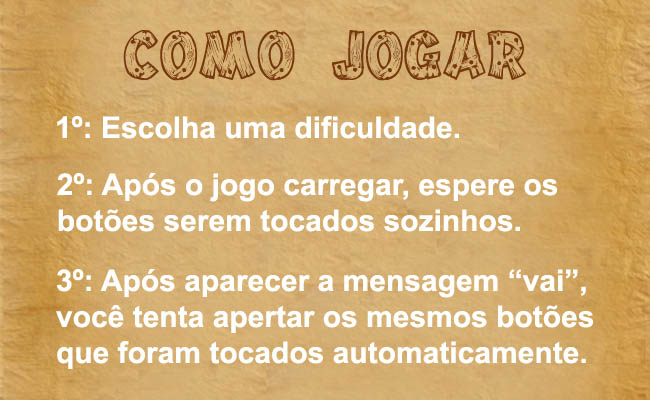 COMO JOGAR
1º: Escolha uma dificuldade.
2º: Após o jogo carregar, espere os
botões serem tocados sozinhos.
3º: Após aparecer a mensagem “vai”,
você tenta apertar os mesmos botões
que foram tocados automaticamente.